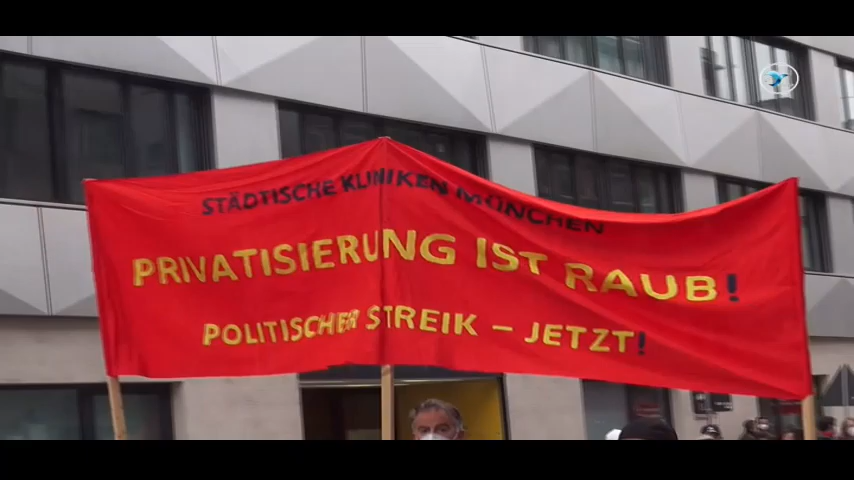 STÄDTISCHE KLINIKEN MÜNCHEN
PRIVATISIERUNG IST RAUB!
POLITISCHER STREIK – JETZT!